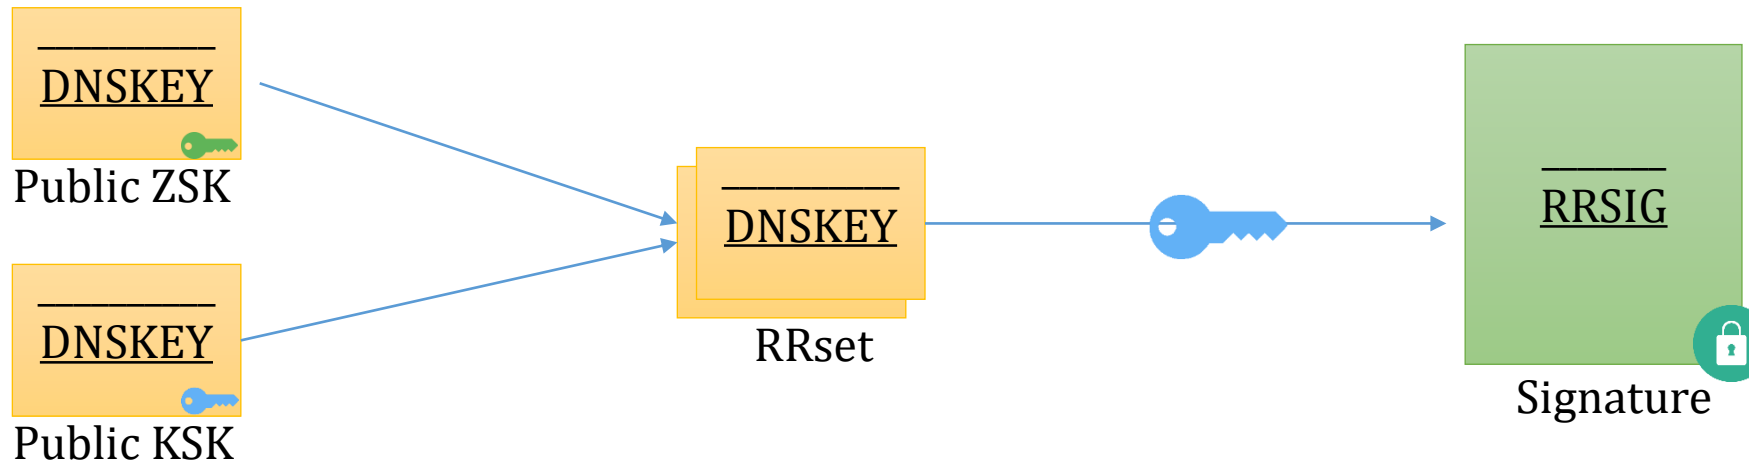 DNSKEY
Public ZSK
DNSKEY
Public KSK
DNSKEY
RRset
RRSIG
Signature